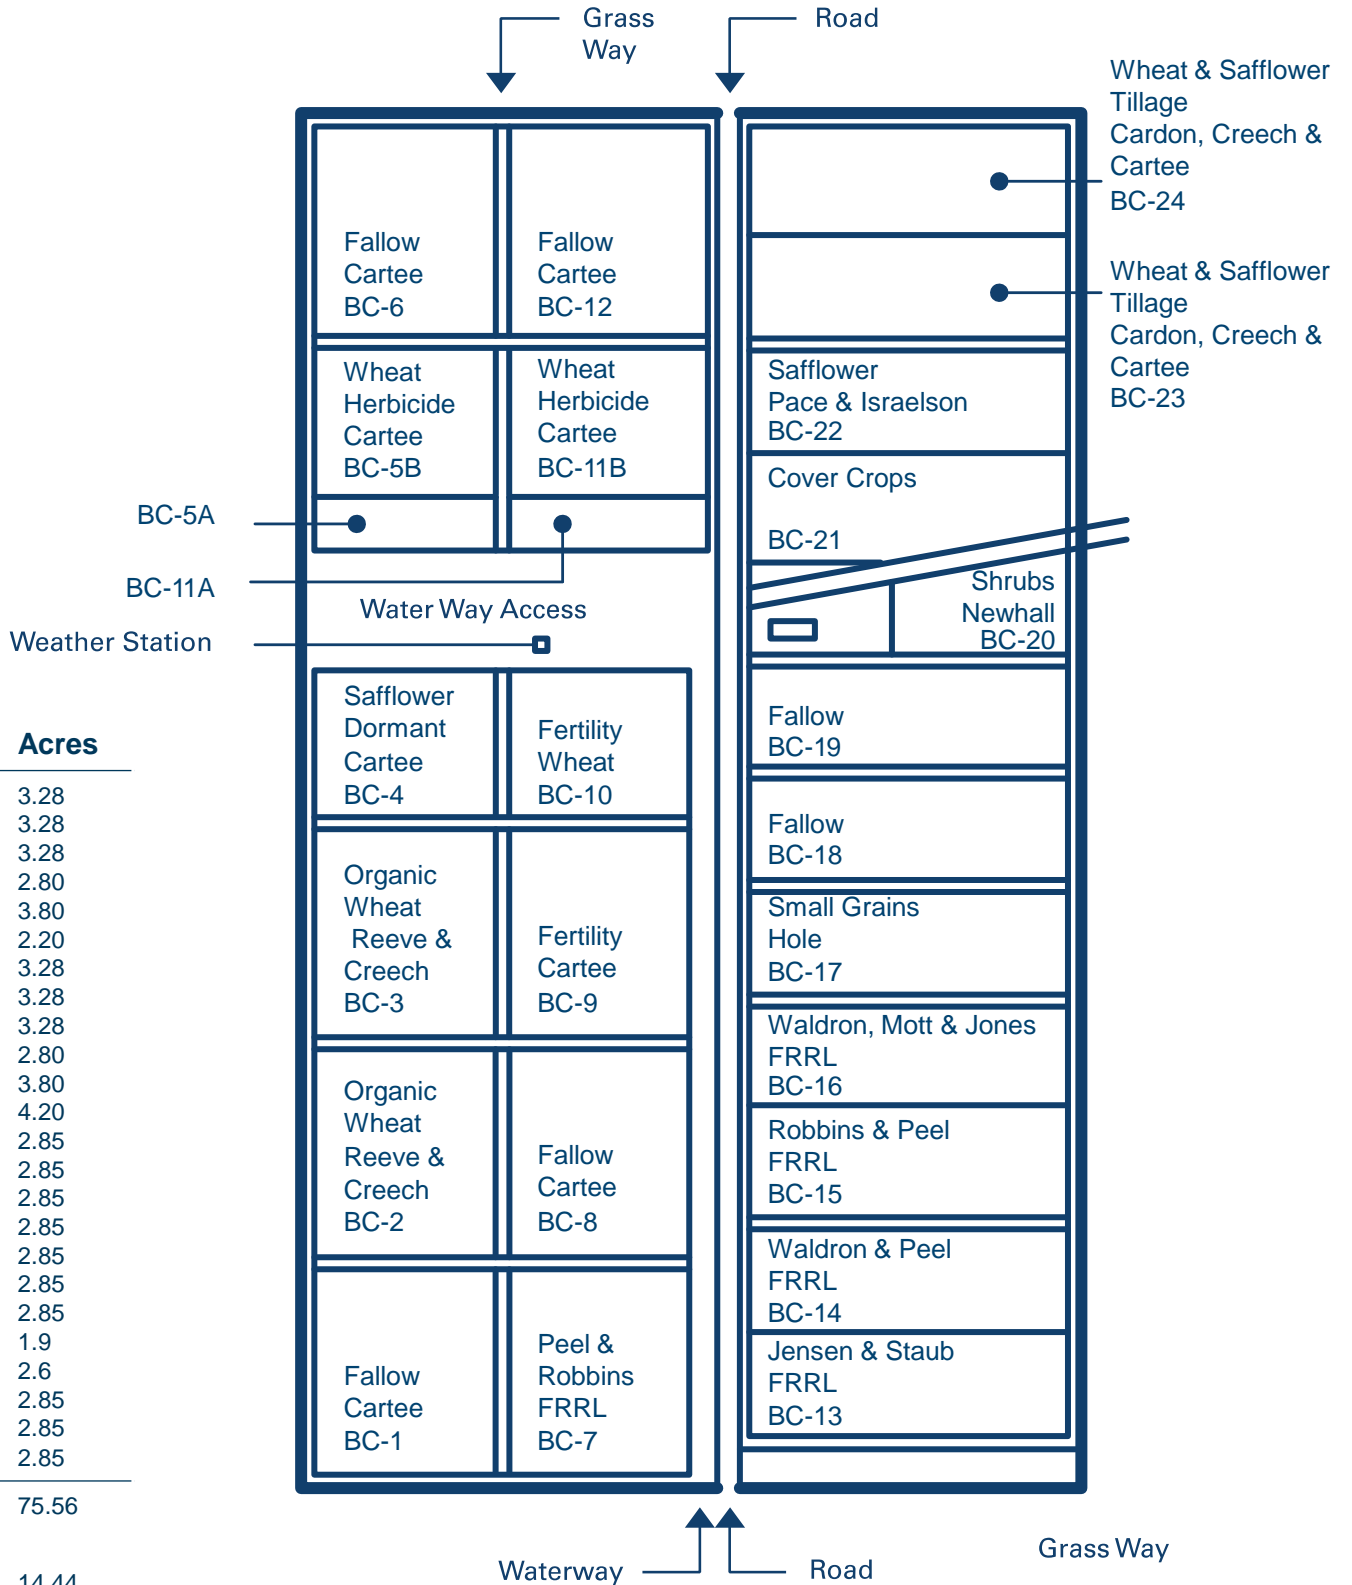 Grass
Way
Road
Wheat & Safflower
Tillage
Cardon, Creech &
Cartee
BC-24
Wheat & Safflower
Tillage
Cardon, Creech &
Cartee
BC-23
Fallow
Cartee
BC-6
Fallow
Cartee
BC-12
Wheat
Herbicide
Cartee
BC-5B
Wheat
Herbicide
Cartee
BC-11B
Safflower
Pace & Israelson
BC-22
Cover Crops
BC-21
BC-5A
BC-11A
Water Way Access
Weather Station
Shrubs
Newhall
BC-20
Safflower
Dormant
Cartee
BC-4
Fertility
Wheat
BC-10
Fallow
BC-19
Fallow
BC-18
Organic
Wheat
Reeve &
Creech
BC-3
Fertility
Cartee
BC-9
Small Grains
Hole
BC-17
Waldron, Mott & Jones
FRRL
BC-16
Organic
Wheat
Reeve &
Creech
BC-2
Fallow
Cartee
BC-8
Robbins & Peel
FRRL
BC-15
Waldron & Peel
FRRL
BC-14
Fallow
Cartee
BC-1
Peel &
Robbins
FRRL
BC-7
Jensen & Staub
FRRL
BC-13
Waterway
Road
Grass Way
Acres
3.28
3.28
3.28
2.80
3.80
2.20
3.28
3.28
3.28
2.80
3.80
4.20
2.85
2.85
2.85
2.85
2.85
2.85
2.85
1.9
2.6
2.85
2.85
2.85
75.56
14.44